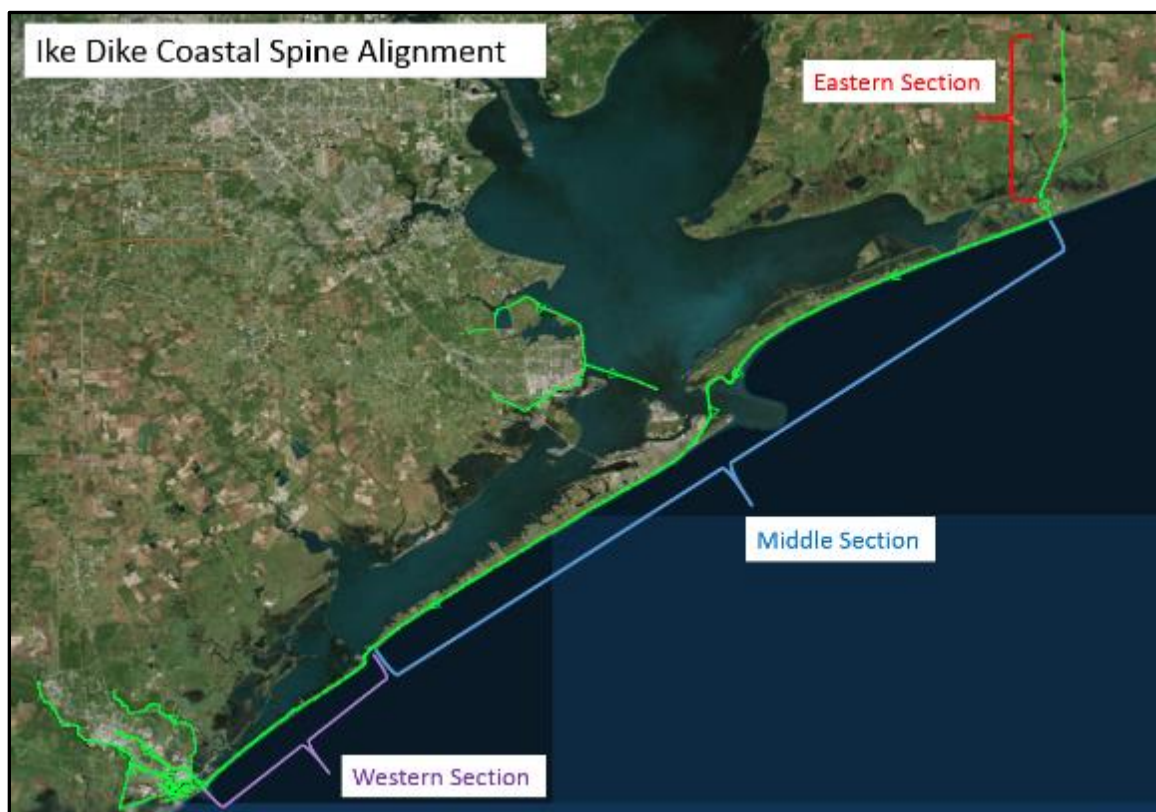 Ike Dike Coastal Spine Alignment
Eastern Section
Middle Section
Western Section